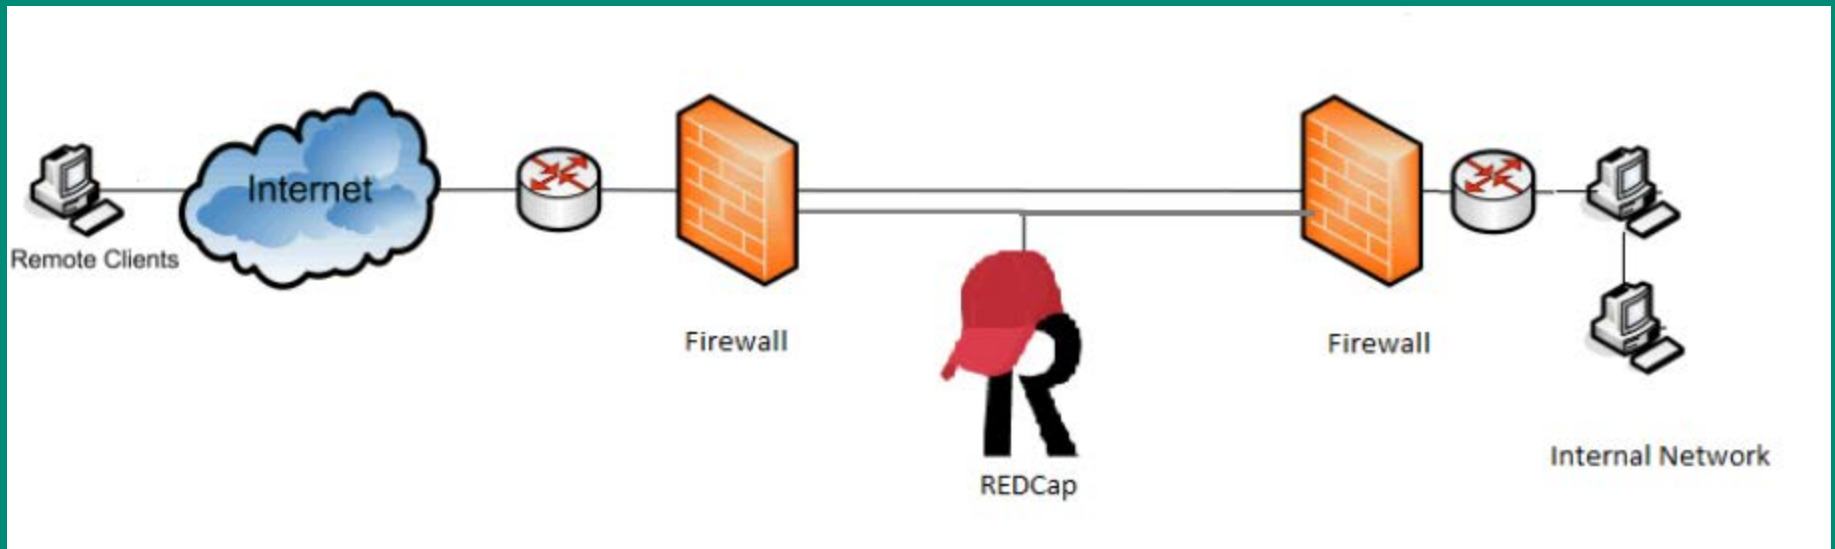 Internet
Remote Clients
Firewall
Firewall
REDCap
Internal Network